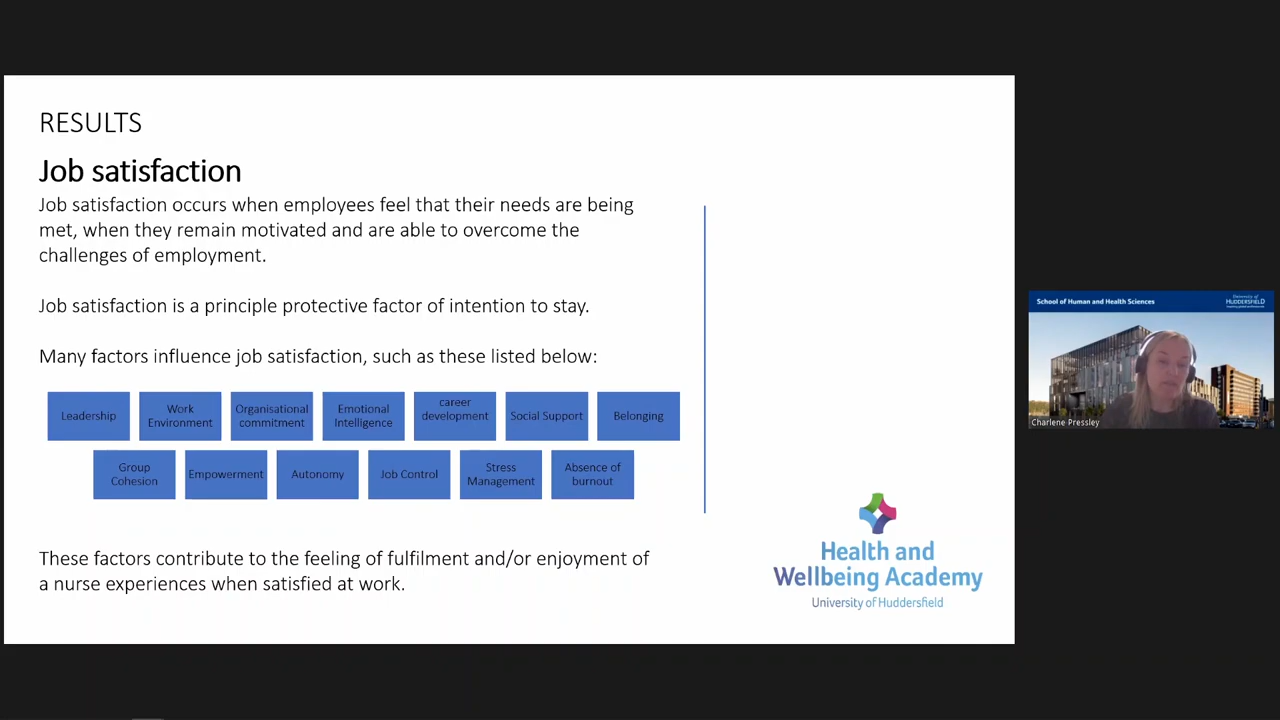 RESULTS
Job satisfaction
Job satisfaction occurs when employees feel that their needs are being
met, when they remain motivated and are able to overcome the
challenges of employment.
Job satisfaction is a principle protective factor of intention to stay.
Many factors influence job satisfaction, such as these listed below:
Leadership
Work
Environment
Organisational
commitment
Emotional
Intelligence
career
development
Social Support
Belonging
Group
Cohesion
Empowerment
Autonomy
Job Control
Stress
Management
Absence of
burnout
These factors contribute to the feeling of fulfilment and/or enjoyment of
a nurse experiences when satisfied at work.
Health and
Wellbeing Academy
University of Huddersfield
School of Human and Health Sciences
University of
HUDDERSFIELD
Charlene Pressley